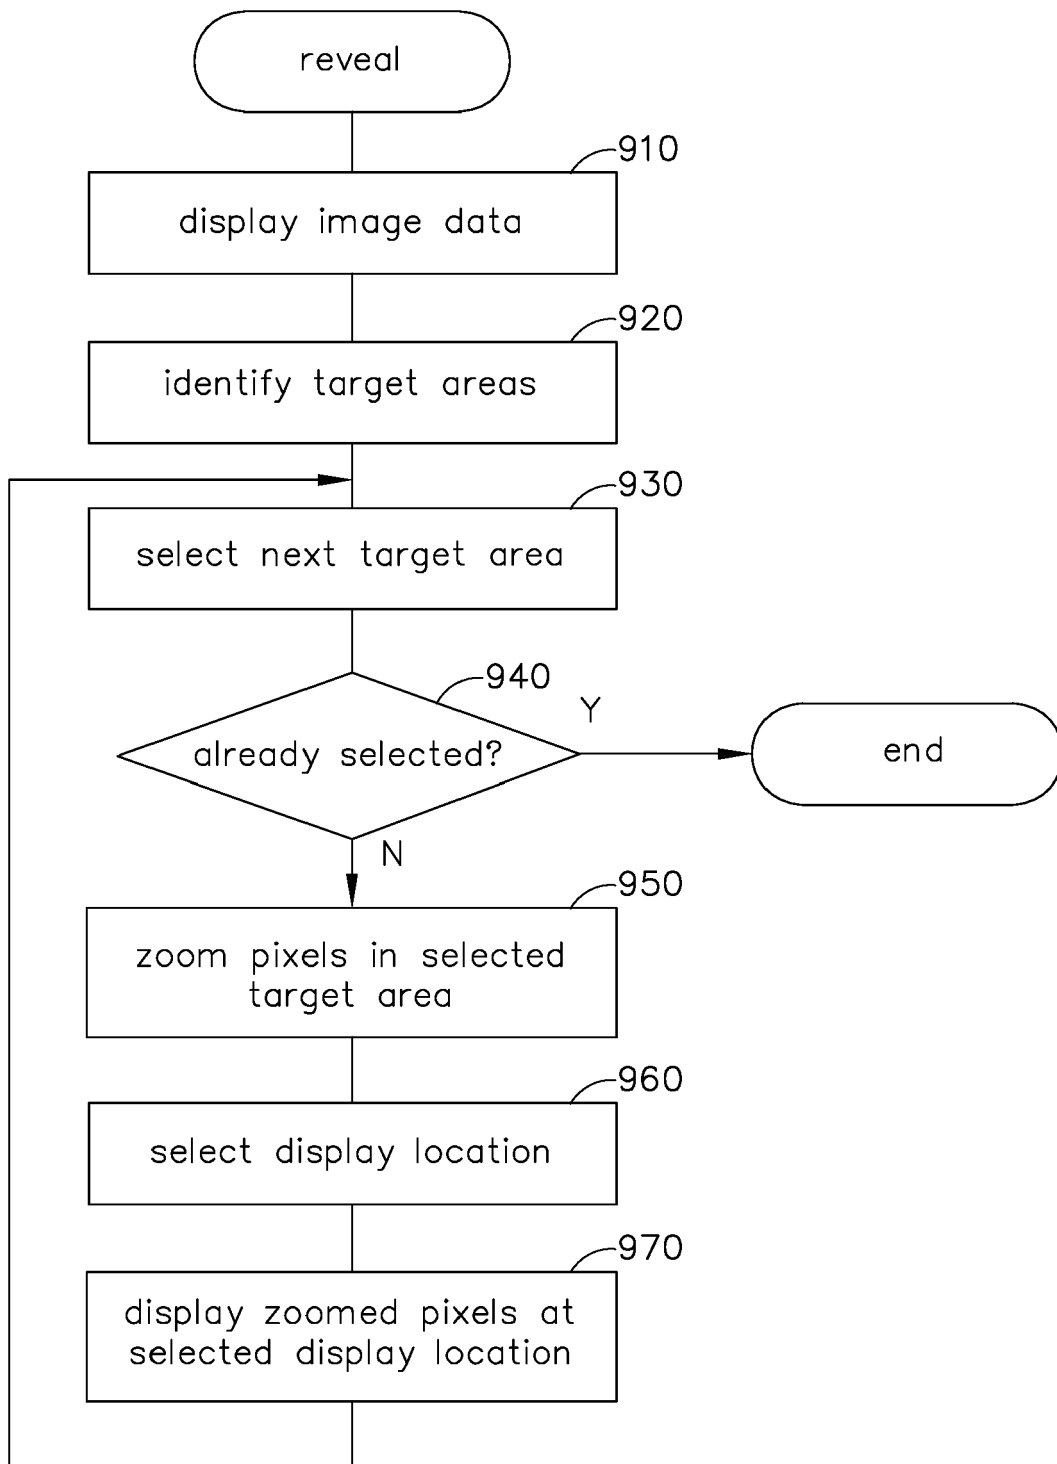 reveal
910
display image data
920
identify target areas
930
select next target area
940
Y
already selected?
end
N
950
zoom pixels in selected
target area
960
select display location
970
display zoomed pixels at
selected display location